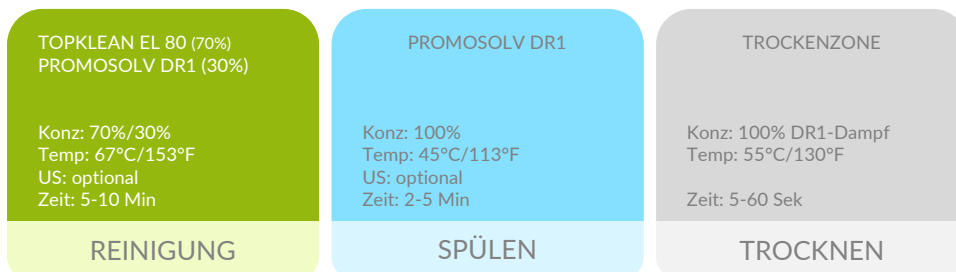 TOPKLEAN EL 80 (70%)
PROMOSOLV DR1 (30%)
Konz: 70%/30%
Temp: 67°C/153°F
US: optional
Zeit: 5-10 Min
REINIGUNG
PROMOSOLV DR1
Konz: 100%
Temp: 45°C/113°F
US: optional
Zeit: 2-5 Min
SPÜLEN
TROCKENZONE
Konz: 100% DR1-Dampf
Temp: 55°C/130°F
Zeit: 5-60 Sek
TROCKNEN